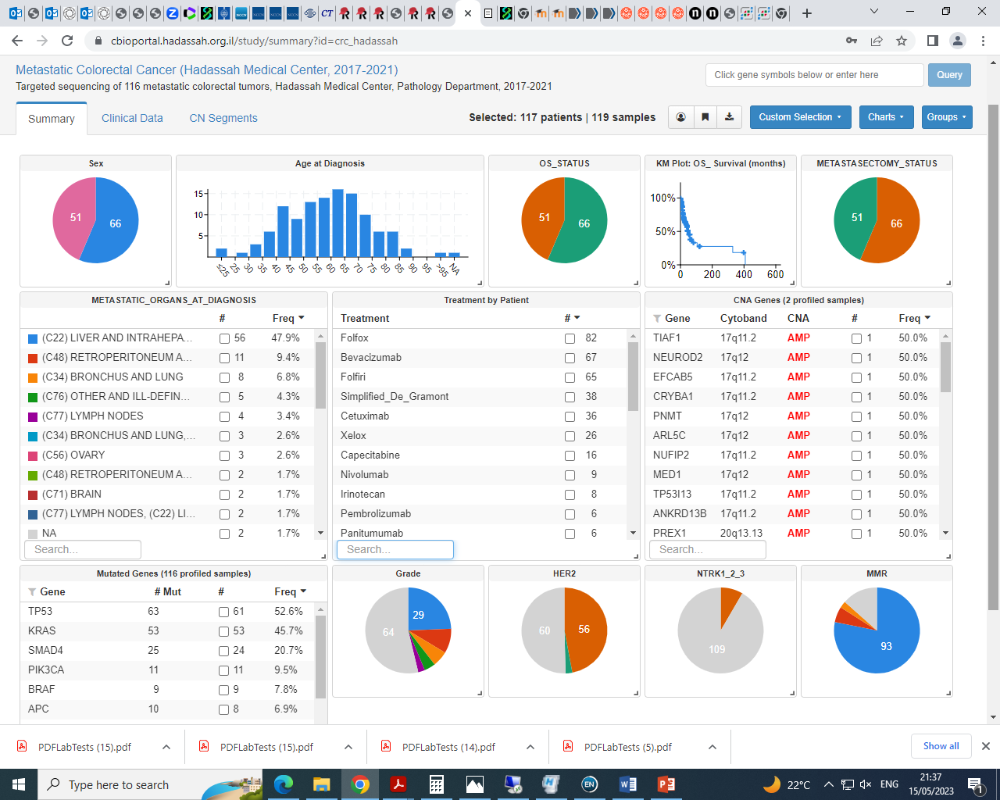 cbioportal.hadassah.org.il/study/summary?id=crc_hadassah
Metastatic Colorectal Cancer (Hadassah Medical Center, 2017-2021)
Targeted sequencing of 116 metastatic colorectal tumors, Hadassah Medical Center, Pathology Department, 2017-2021
Click gene symbols below or enter here
Query
Summary
Clinical Data
CN Segments
Selected: 117 patients | 119 samples
Custom Selection
Charts
Groups
Sex
51
66
Age at Diagnosis
15
10
5
≤25 25 30 35 40 45 50 55 60 65 70 75 80 85 90 95 >95 NA
OS_STATUS
51
66
KM Plot: OS_ Survival (months)
100%
50%
0%
0 200 400 600
METASTASECTOMY_STATUS
51
66
METASTATIC_ORGANS_AT_DIAGNOSIS
# Freq
(C22) LIVER AND INTRAHEPA... 56 47.9%
(C48) RETROPERITONEUM A... 11 9.4%
(C34) BRONCHUS AND LUNG 8 6.8%
(C76) OTHER AND ILL-DEFIN... 5 4.3%
(C77) LYMPH NODES 4 3.4%
(C34) BRONCHUS AND LUNG,... 3 2.6%
(C56) OVARY 3 2.6%
(C48) RETROPERITONEUM A... 2 1.7%
(C71) BRAIN 2 1.7%
(C77) LYMPH NODES, (C22) LI... 2 1.7%
NA 2 1.7%
Search...
Treatment by Patient
Treatment #
Folfox 82
Bevacizumab 67
Folfiri 65
Simplified_De_Gramont 38
Cetuximab 36
Xelox 26
Capecitabine 16
Nivolumab 9
Irinotecan 8
Pembrolizumab 6
Panitumumab 6
Search...
CNA Genes (2 profiled samples)
Gene Cytoband CNA # Freq
TIAF1 17q11.2 AMP 1 50.0%
NEUROD2 17q12 AMP 1 50.0%
EFCAB5 17q11.2 AMP 1 50.0%
CRYBA1 17q11.2 AMP 1 50.0%
PNMT 17q12 AMP 1 50.0%
ARL5C 17q12 AMP 1 50.0%
NUFIP2 17q11.2 AMP 1 50.0%
MED1 17q12 AMP 1 50.0%
TP53I13 17q11.2 AMP 1 50.0%
ANKRD13B 17q11.2 AMP 1 50.0%
PREX1 20q13.13 AMP 1 50.0%
Search...
Mutated Genes (116 profiled samples)
Gene # Mut # Freq
TP53 63 61 52.6%
KRAS 53 53 45.7%
SMAD4 25 24 20.7%
PIK3CA 11 11 9.5%
BRAF 9 9 7.8%
APC 10 8 6.9%
Grade
29
64
HER2
60
56
NTRK1_2_3
109
MMR
93
PDFLabTests (15).pdf
PDFLabTests (15).pdf
PDFLabTests (14).pdf
PDFLabTests (5).pdf
Show all
Type here to search
22°C
ENG
21:37
15/05/2023